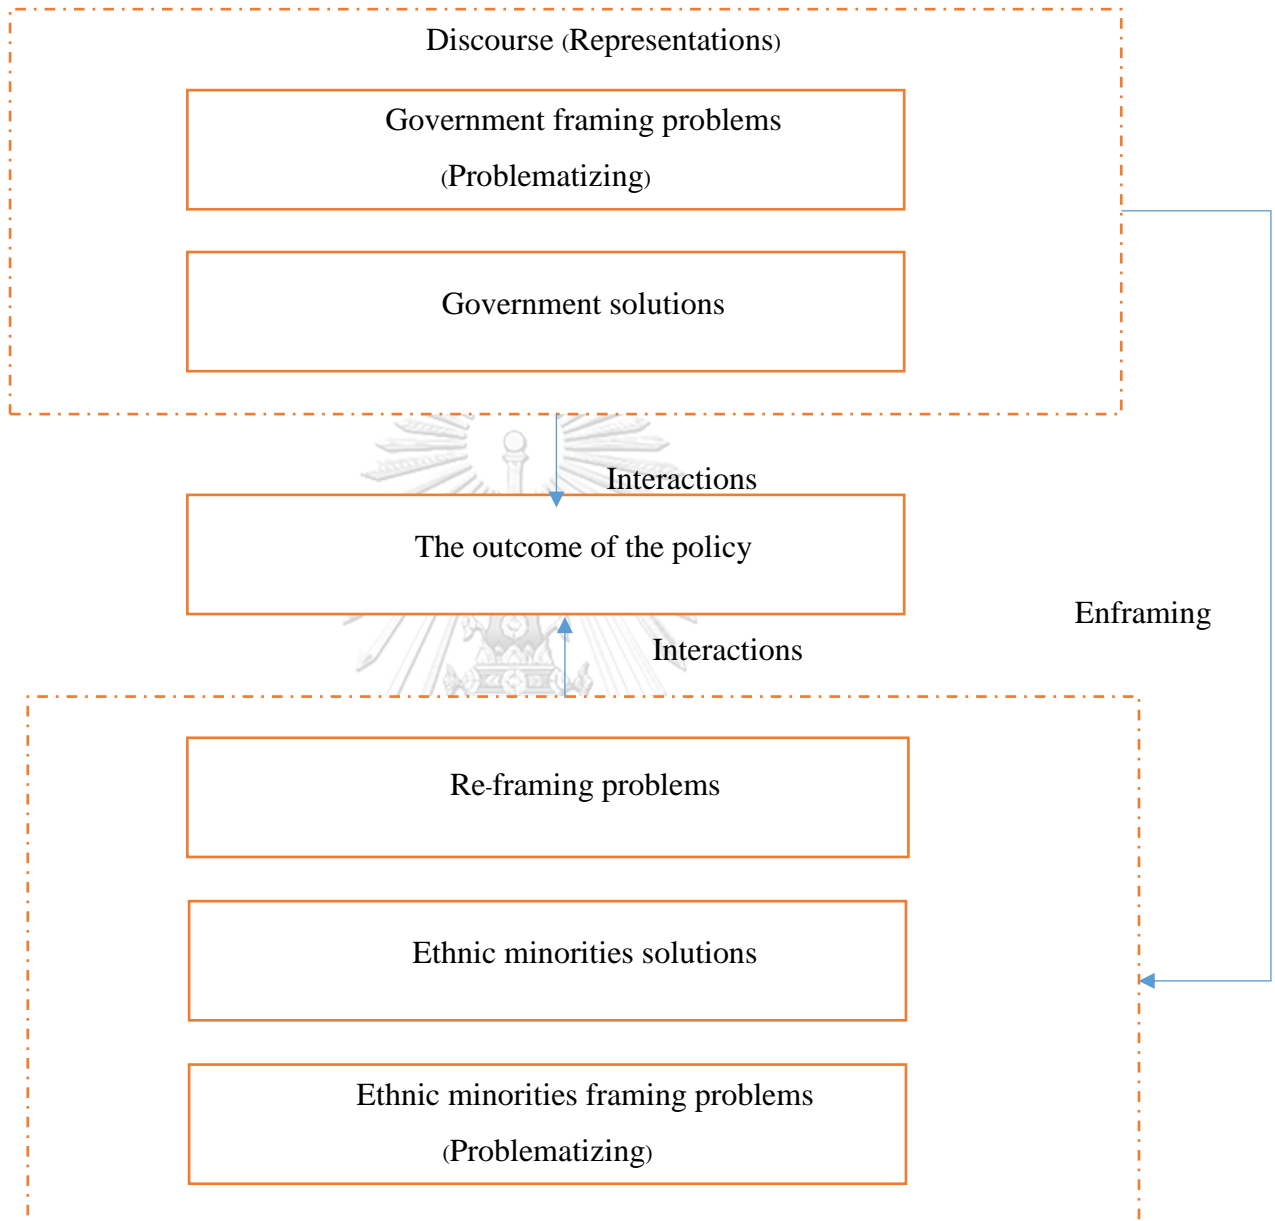 Discourse (Representations)
Government framing problems
(Problematizing)
Government solutions
Interactions
The outcome of the policy
Enframing
Interactions
Re-framing problems
Ethnic minorities solutions
Ethnic minorities framing problems
(Problematizing)